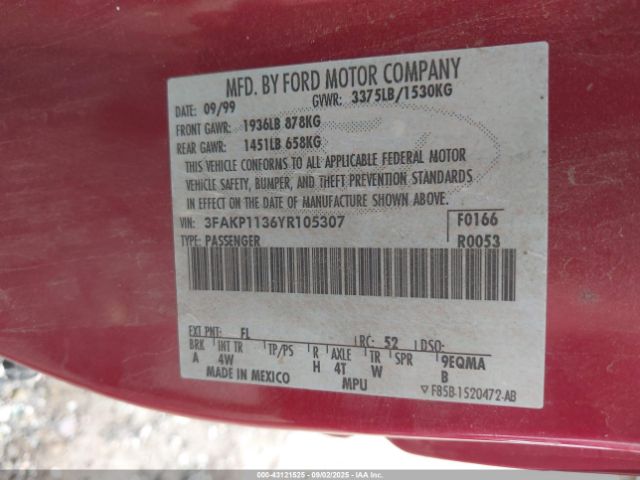 MFD. BY FORD MOTOR COMPANY
DATE: 09/99 GVWR: 3375LB/1530KG
FRONT GAWR: 1936LB 878KG
REAR GAWR: 1451LB 658KG
THIS VEHICLE CONFORMS TO ALL APPLICABLE FEDERAL MOTOR
VEHICLE SAFETY, BUMPER, AND THEFT PREVENTION STANDARDS
IN EFFECT ON THE DATE OF MANUFACTURE SHOWN ABOVE.
VIN: 3FAKP1136YR105307 F0166
TYPE: PASSENGER R0053
EXT PNT: FL RC: 52 DSO:
BRK INT TR TP/PS R AXLE TR SPR 9EQMA
A 4W H 4T W B
MADE IN MEXICO MPU ▽ F85B-1520472-AB
000-43121525 - 09/02/2025 - IAAI.com